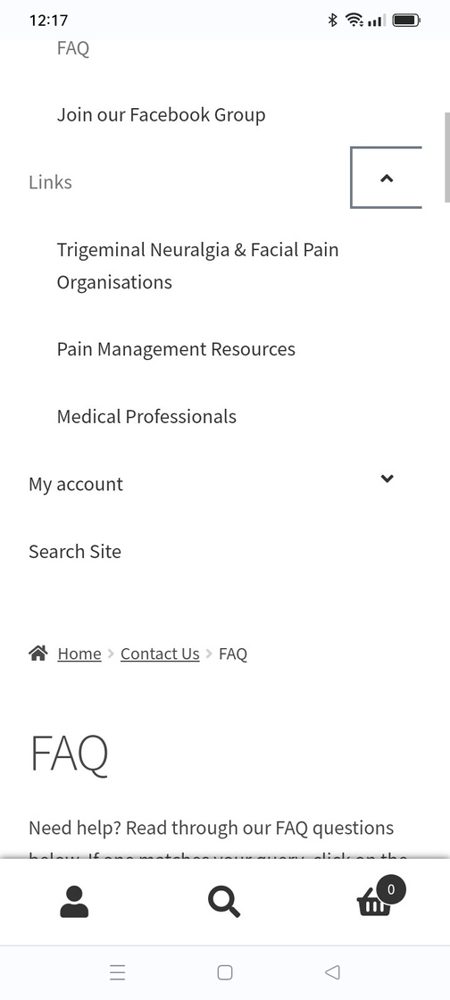 12:17
FAQ
Join our Facebook Group
Links
Trigeminal Neuralgia & Facial Pain
Organisations
Pain Management Resources
Medical Professionals
My account
Search Site
Home > Contact Us > FAQ
FAQ
Need help? Read through our FAQ questions
below. If one matches your query, click on the
0